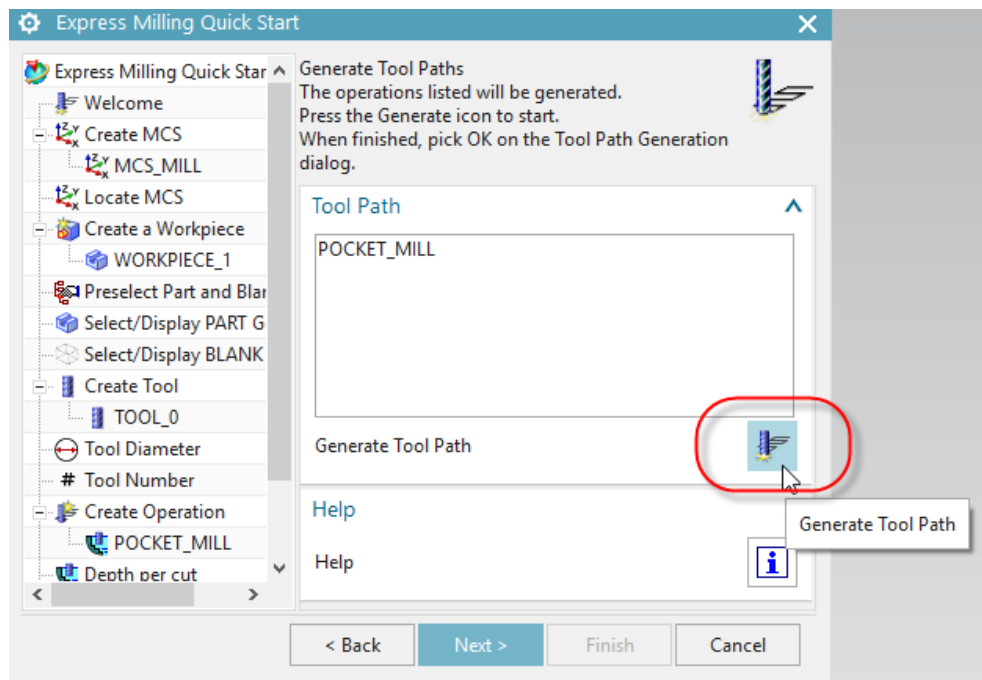 Express Milling Quick Start
Express Milling Quick Star
Welcome
Create MCS
MCS_MILL
Locate MCS
Create a Workpiece
WORKPIECE_1
Preselect Part and Blar
Select/Display PART G
Select/Display BLANK
Create Tool
TOOL_0
Tool Diameter
# Tool Number
Create Operation
POCKET_MILL
Depth per cut
Generate Tool Paths
The operations listed will be generated.
Press the Generate icon to start.
When finished, pick OK on the Tool Path Generation
dialog.
Tool Path
POCKET_MILL
Generate Tool Path
Generate Tool Path
Help
Help
< Back
Next >
Finish
Cancel